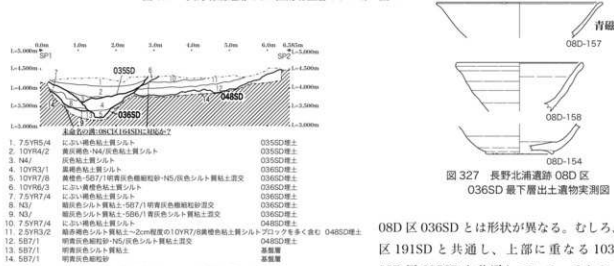 0.0m 1.0m 2.0m 3.0m 4.0m 5.0m 6.0m 6.585m
SP1 SP2
L=5.000m L=5.000m
L=4.500m
L=4.000m L=4.000m
L=3.500m L=3.500m
L=3.000m L=3.000m
035SD
036SD
048SD
未命名の溝:08C区164SDに対応か?
1. 7.5YR5/4 にぶい褐色粘土質シルト 035SD埋土
2. 10YR4/2 黄灰褐色・N4/灰色粘土質シルト 035SD埋土
3. N4/ 灰色粘土質シルト 035SD埋土
4. 10YR3/1 黒褐色粘土質シルト 036SD埋土
5. 10YR7/8 黄橙色・5B7/1明青灰色極細粒砂・N5/灰色シルト質粘土混交 036SD埋土
6. 10YR6/3 にぶい黄橙色粘土質シルト 036SD埋土
7. 7.5YR7/4 にぶい橙色粘土質シルト 036SD埋土
8. N3/ 暗灰色シルト質粘土・5B7/1明青灰色極細粒砂混交 036SD埋土
9. N3/ 暗灰色シルト質粘土・5B6/1青灰色シルト質粘土混交 036SD埋土
10. 7.5YR7/4 にぶい橙色粘土質シルト 048SD埋土
11. 2.5YR3/2 暗赤褐色シルト質粘土~2cm程度の10YR7/8黄橙色粘土質シルトブロックを多く含む 048SD埋土
12. 5B7/1 明青灰色細粒砂・N5/灰色シルト質粘土混交 048SD埋土
13. 5B7/1 明青灰色シルト質粘土 基盤層
14. 5B7/1 明青灰色細粒砂 基盤層
青磁
08D-157
08D-158
08D-154
図 327 長野北浦遺跡 08D 区
036SD 最下層出土遺物実測図
08D 区 036SD とは形状が異なる。むしろ、
区 191SD と共通し、上部に重なる 103